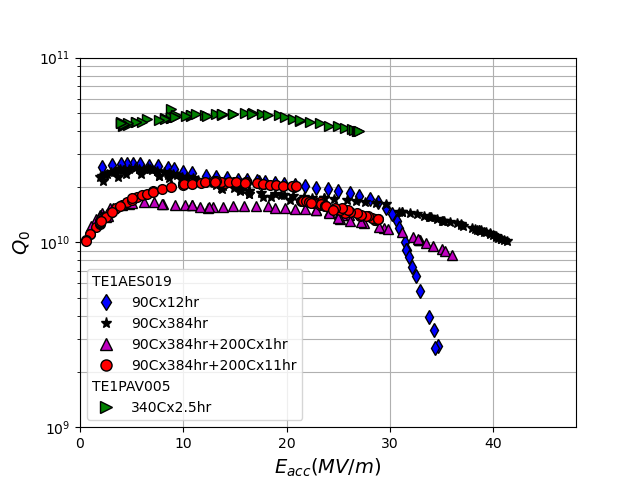 10¹¹
10¹⁰
10⁹
Q₀
TE1AES019
90Cx12hr
90Cx384hr
90Cx384hr+200Cx1hr
90Cx384hr+200Cx11hr
TE1PAV005
340Cx2.5hr
0 10 20 30 40
E_acc(MV/m)